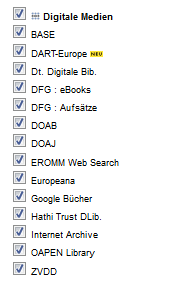 Digitale Medien
BASE
DART-Europe NEU
Dt. Digitale Bib.
DFG : eBooks
DFG : Aufsätze
DOAB
DOAJ
EROMM Web Search
Europeana
Google Bücher
Hathi Trust DLib.
Internet Archive
OAPEN Library
ZVDD